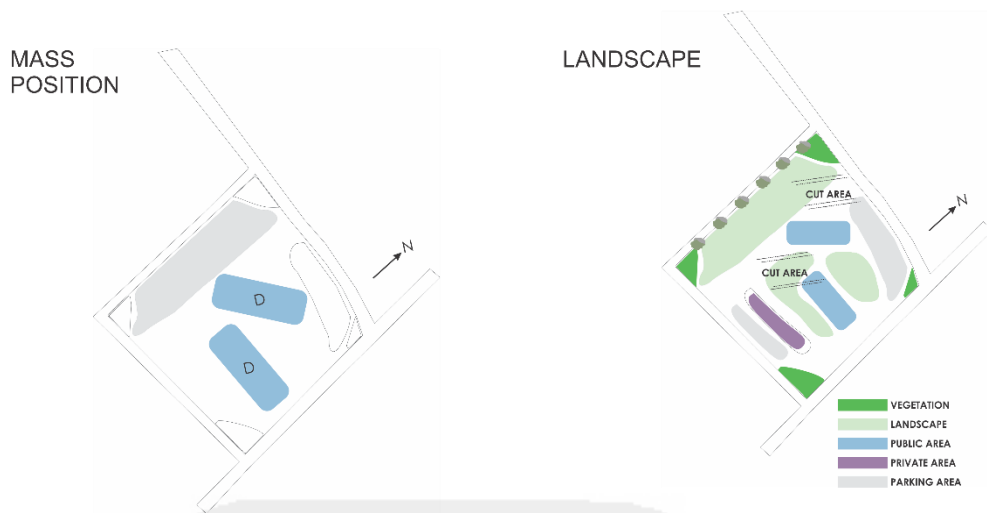 MASS
POSITION
D
D
N
LANDSCAPE
CUT AREA
CUT AREA
N
VEGETATION
LANDSCAPE
PUBLIC AREA
PRIVATE AREA
PARKING AREA